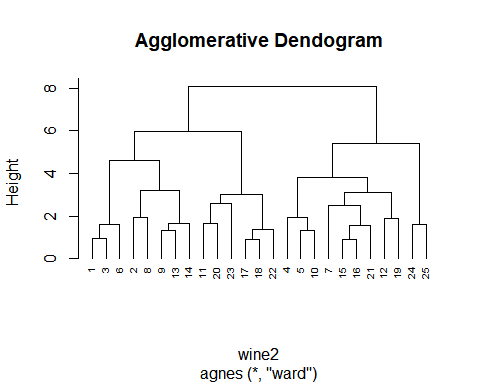 Agglomerative Dendogram
Height
8
6
4
2
0
1 3 6 2 8 9 13 14 11 20 23 17 18 22 4 5 10 7 15 16 21 12 19 24 25
wine2
agnes (*, "ward")